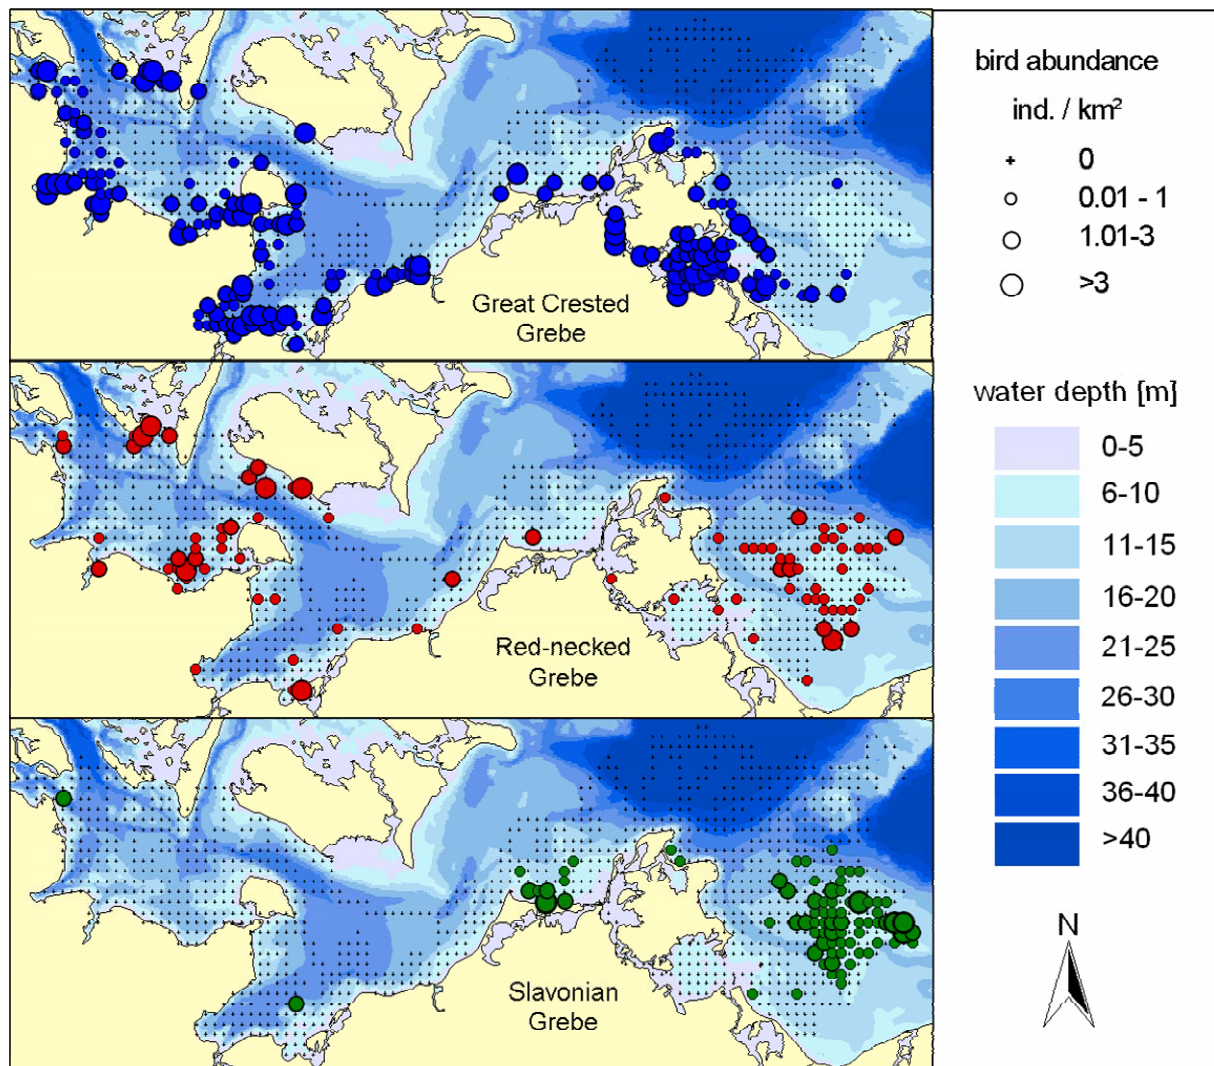 Great Crested
Grebe
Red-necked
Grebe
Slavonian
Grebe
bird abundance
ind. / km²
0
0.01 - 1
1.01-3
>3
water depth [m]
0-5
6-10
11-15
16-20
21-25
26-30
31-35
36-40
>40
N